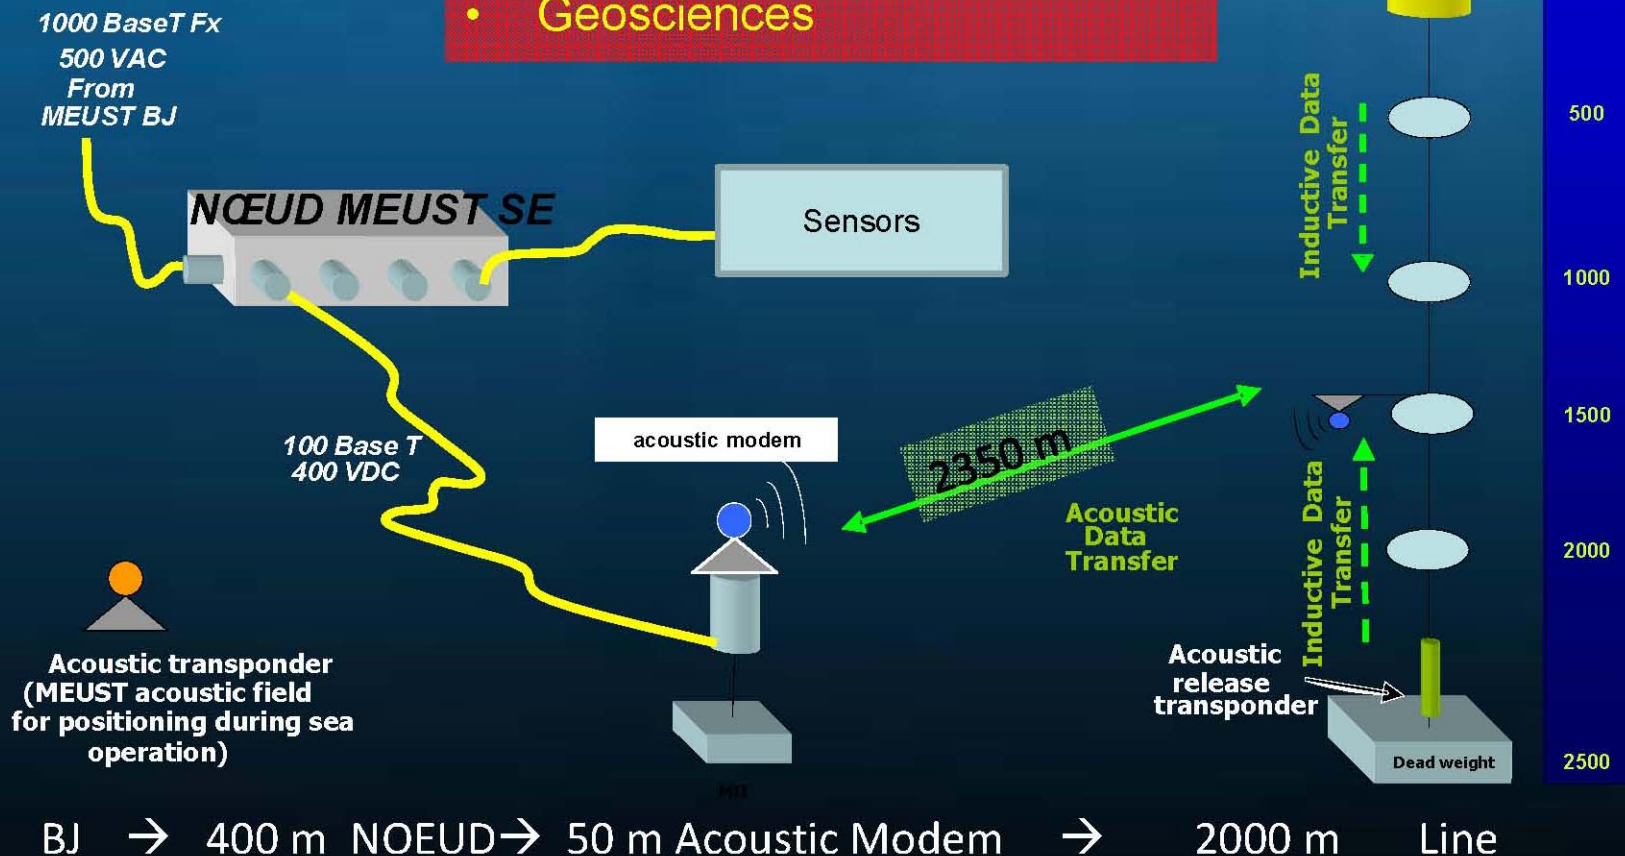 • Geosciences
1000 BaseT Fx
500 VAC
From
MEUST BJ
NŒUD MEUST SE
Sensors
100 Base T
400 VDC
acoustic modem
2350 m
Acoustic
Data
Transfer
Inductive Data
Transfer
Inductive Data
Transfer
500
1000
1500
2000
2500
Acoustic transponder
(MEUST acoustic field
for positioning during sea
operation)
Acoustic
release
transponder
Dead weight
MII
BJ → 400 m NOEUD→ 50 m Acoustic Modem → 2000 m Line